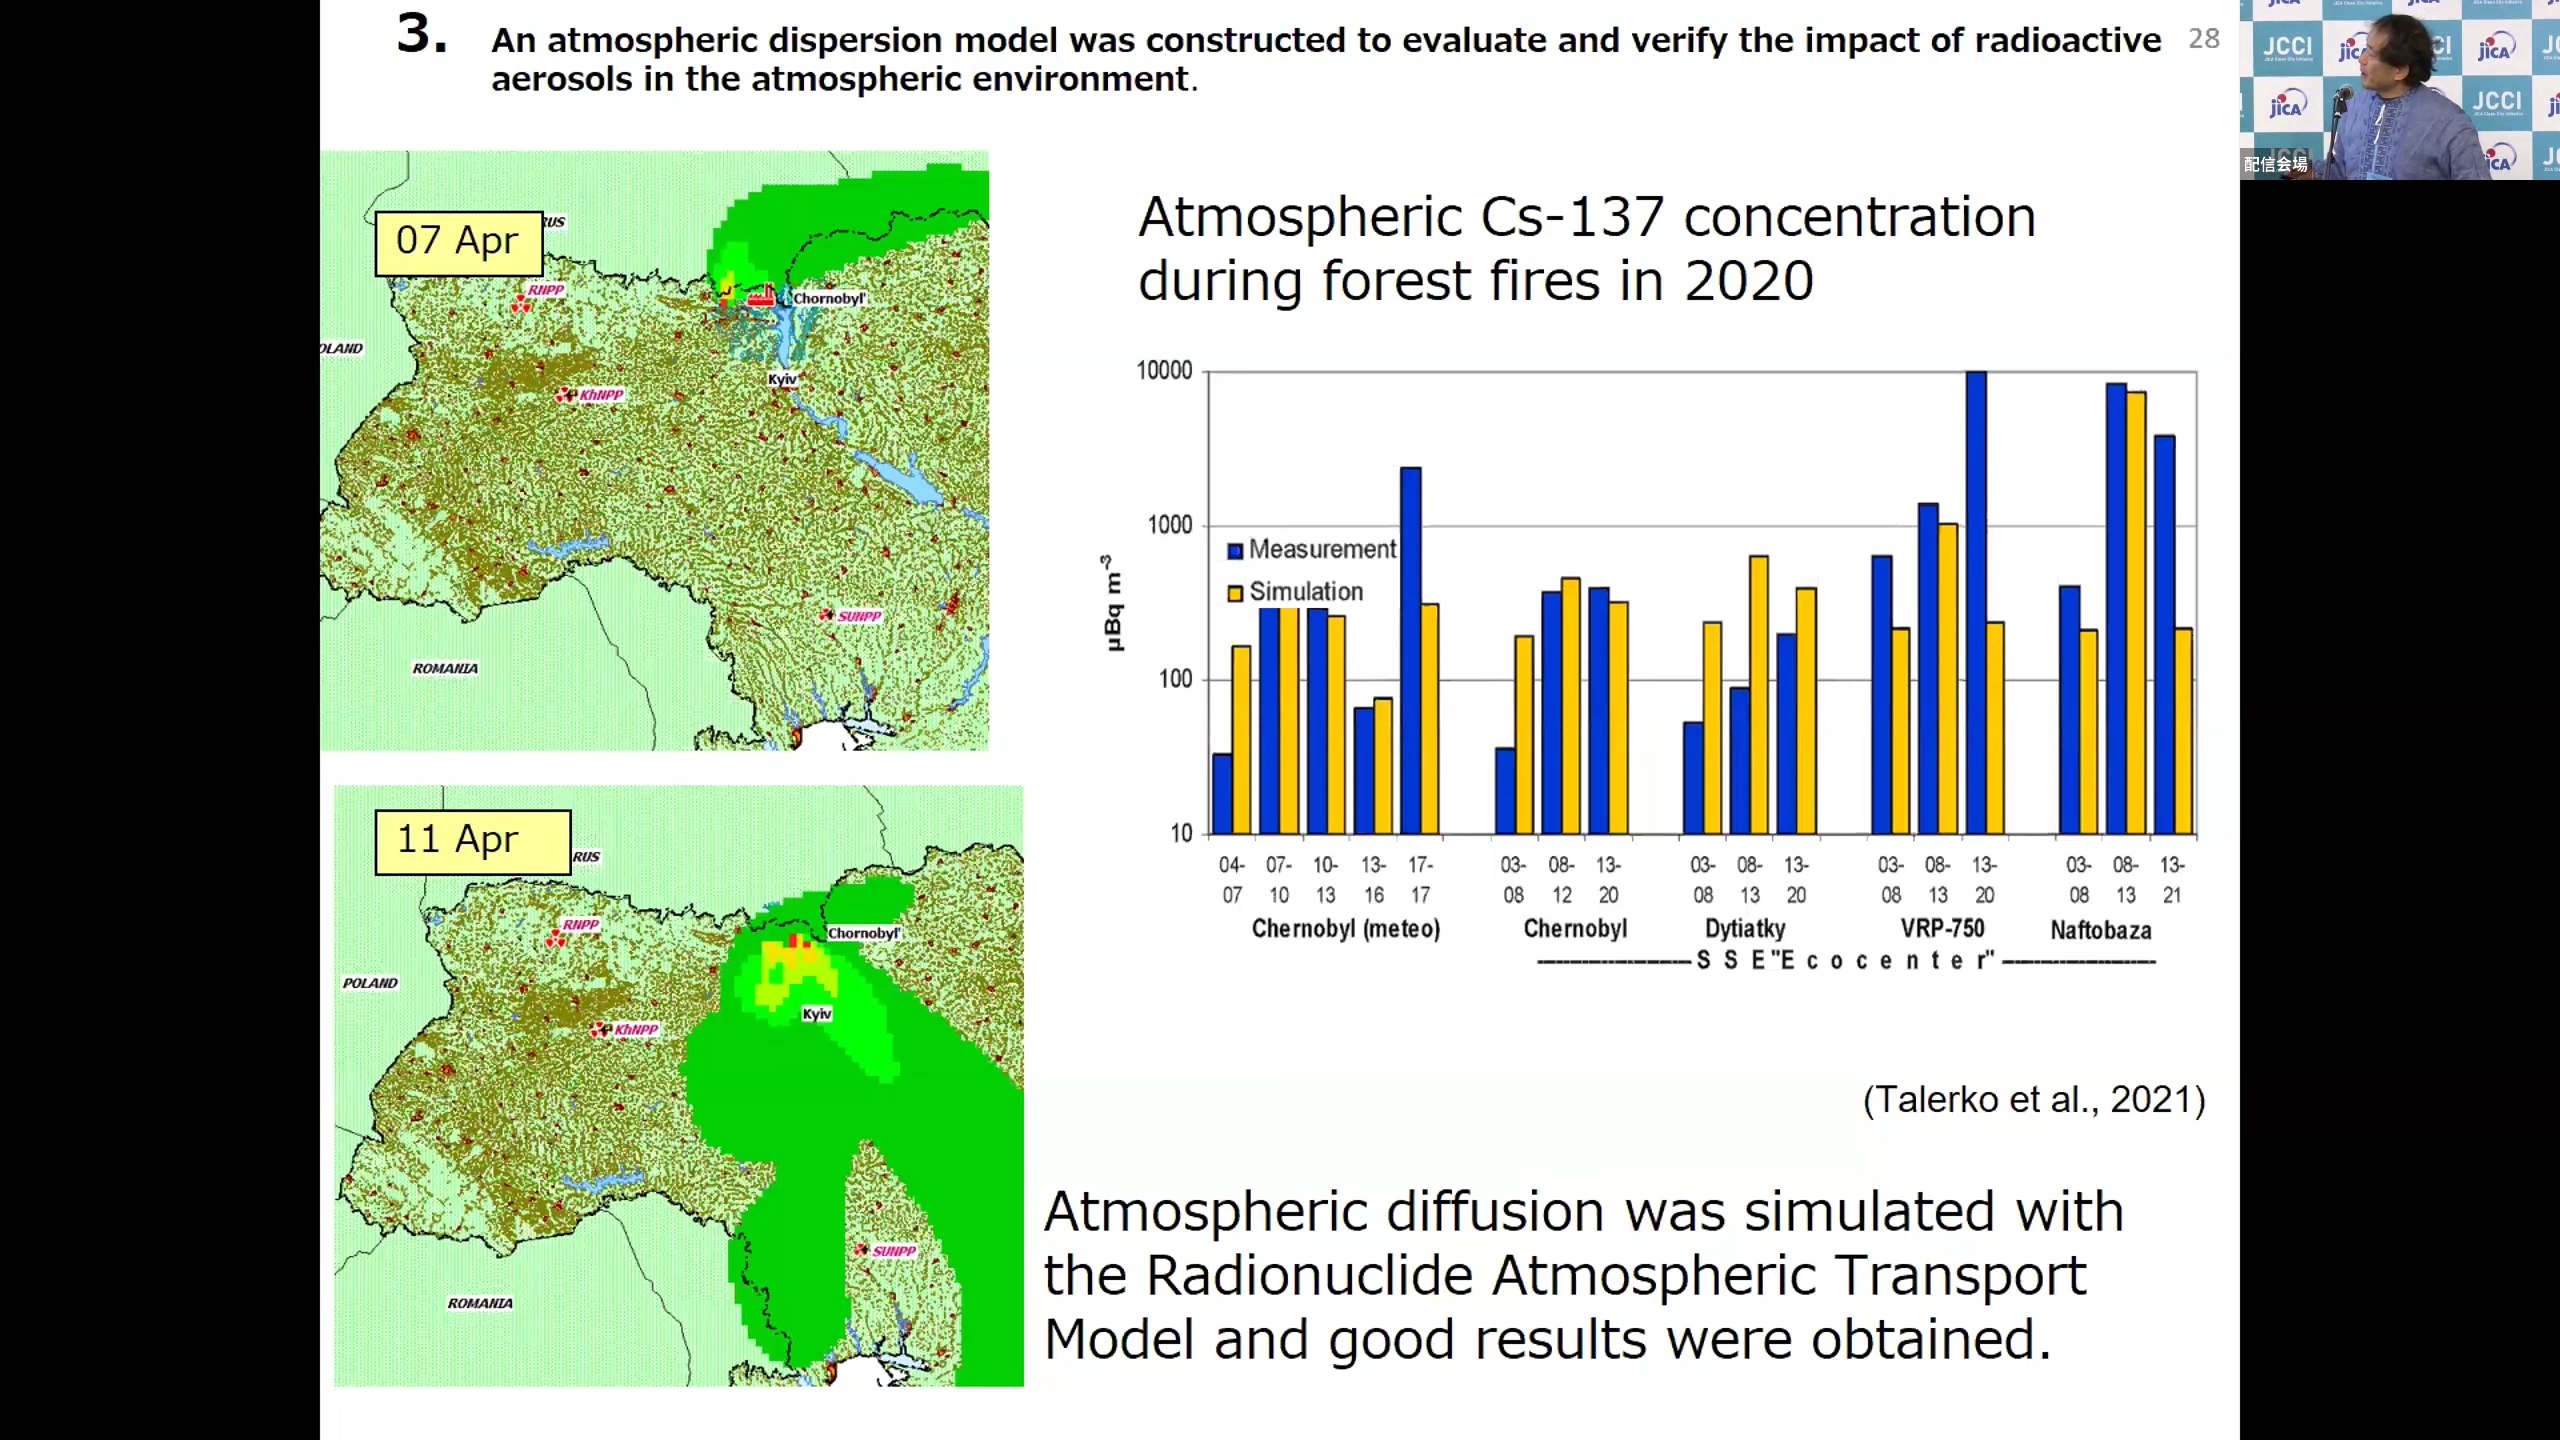 3. An atmospheric dispersion model was constructed to evaluate and verify the impact of radioactive
aerosols in the atmospheric environment.
28
JCCI
JICA
JICA
JCCI
配信会場
07 Apr
RUS
RNPP
Chornobyl'
OLAND
Kyiv
KhNPP
SUNPP
ROMANIA
11 Apr
RUS
RNPP
Chornobyl'
POLAND
Kyiv
KhNPP
SUNPP
ROMANIA
Atmospheric Cs-137 concentration
during forest fires in 2020
10000
1000
100
10
µBq m⁻³
Measurement
Simulation
04- 07- 10- 13- 17- 03- 08- 13- 03- 08- 13- 03- 08- 13- 03- 08- 13-
07 10 13 16 17 08 12 20 08 13 20 08 13 20 08 13 21
Chernobyl (meteo) Chernobyl Dytiatky VRP-750 Naftobaza
SSE"Ecocenter"
(Talerko et al., 2021)
Atmospheric diffusion was simulated with
the Radionuclide Atmospheric Transport
Model and good results were obtained.